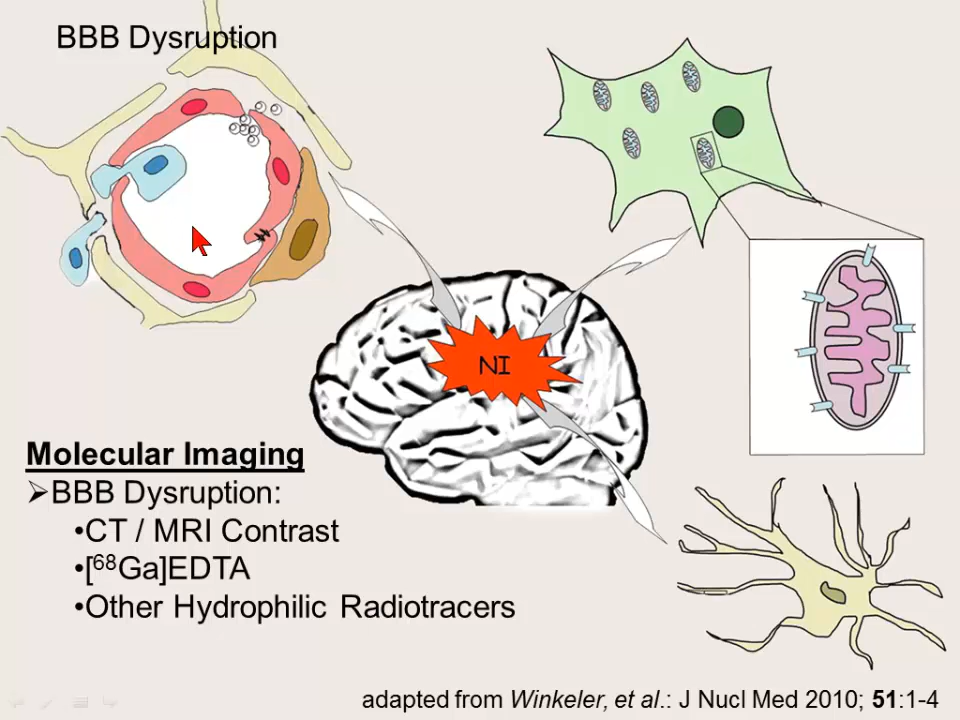 BBB Dysruption
NI
Molecular Imaging
➢BBB Dysruption:
•CT / MRI Contrast
•[⁶⁸Ga]EDTA
•Other Hydrophilic Radiotracers
adapted from Winkeler, et al.: J Nucl Med 2010; 51:1-4